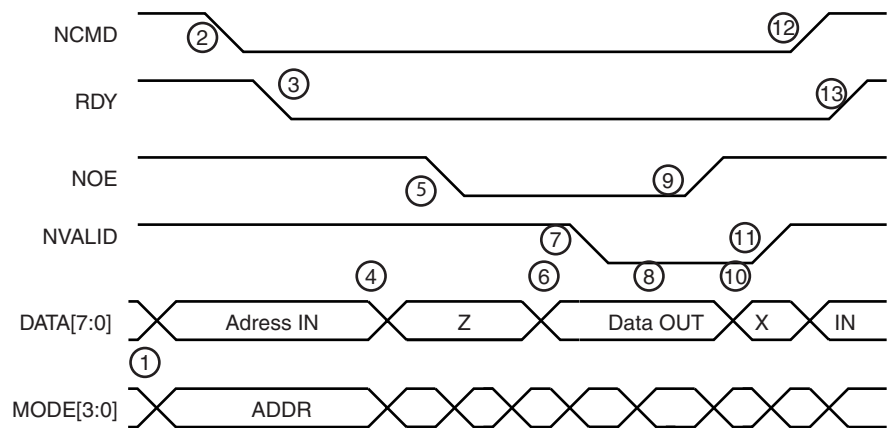 NCMD ② ⑫
RDY ③ ⑬
NOE ⑤ ⑨
NVALID ⑦ ⑪
④ ⑥ ⑧ ⑩
DATA[7:0] Adress IN Z Data OUT X IN
①
MODE[3:0] ADDR